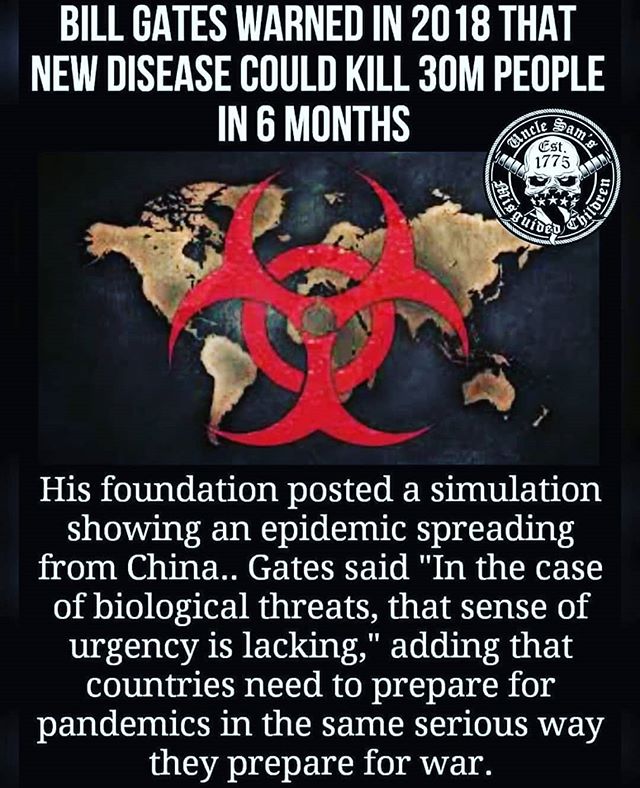 BILL GATES WARNED IN 2018 THAT
NEW DISEASE COULD KILL 30M PEOPLE
IN 6 MONTHS
Uncle Sam's
Est.
1775
Misguided Children
His foundation posted a simulation
showing an epidemic spreading
from China.. Gates said "In the case
of biological threats, that sense of
urgency is lacking," adding that
countries need to prepare for
pandemics in the same serious way
they prepare for war.